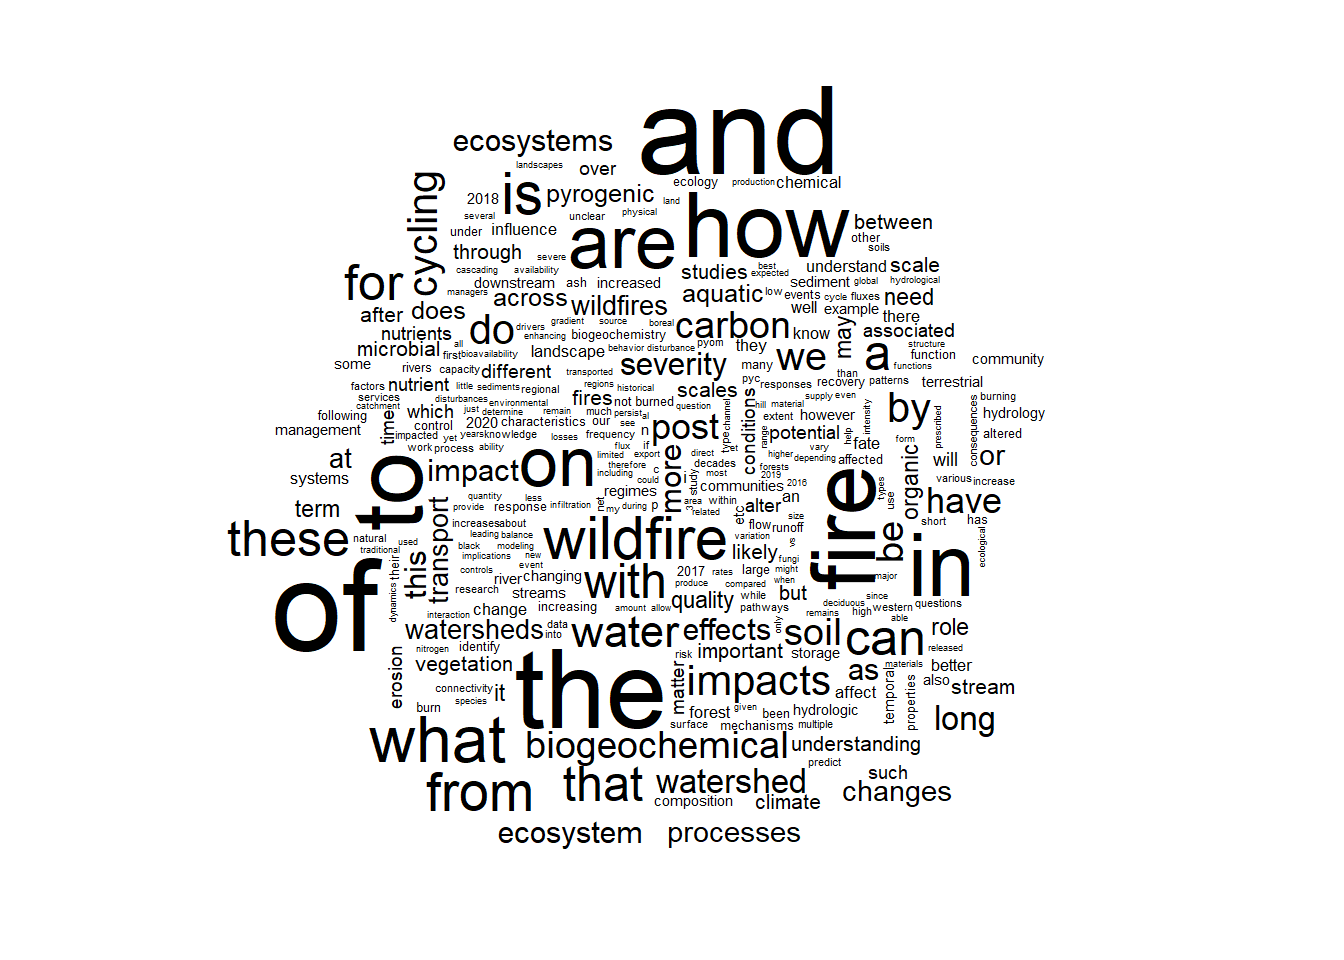 and
ecosystems
landscapes
over
ecology
production
chemical
cycling
2018
is
pyrogenic
land
several
unclear
physical
how
under
influence
are
between
other
soils
through
severe
for
cascading
availability
studies
best
expected
understand
scale
downstream
ash
increased
sediment
global
hydrological
managers
across
wildfires
aquatic
low
events
cycle
fluxes
need
after
does
well
example
there
nutrients
do
drivers
gradient
source
boreal
carbon
know
may
associated
enhancing
biogeochemistry
microbial
all
first
bioavailability
landscape
behavior
disturbance
pyom
they
we
a
structure
function
community
some
rivers
capacity
different
transported
severity
many
than
functions
factors
nutrient
little
sediments
regional
regions
historical
scales
pyc
responses
recovery
patterns
terrestrial
services
disturbances
environmental
fires
not
burned
hill
material
supply
even
burning
following
catchment
which
just
determine
remain
much
persist
al
question
type
channel
extent
however
by
hydrology
management
time
control
2020
characteristics
our
see
post
conditions
range
potential
help
intensity
prescribed
consequences
altered
impacted
yet
years
knowledge
losses
frequency
n
work
process
ability
flux
if
limited
export
direct
et
vary
fate
form
at
to
impact
on
therefore
including
c
could
more
decades
higher
depending
affected
will
or
systems
i
most
forests
2019
organic
various
increase
quantity
less
regimes
study
communities
2016
types
use
have
term
provide
response
infiltration
net
my
during
p
area
within
3
related
etc
alter
an
size
these
natural
traditional
used
transport
increases
about
leading
balance
wildfire
flow
runoff
variation
vs
fire
be
short
has
in
ecological
this
their
dynamics
black
modeling
implications
new
event
likely
fungi
might
when
major
controls
river
changing
with
2017
rates
large
of
research
streams
produce
compared
but
since
interaction
change
increasing
amount
allow
quality
while
pathways
deciduous
remains
high
western
able
questions
watersheds
data
into
water
effects
only
soil
can
role
nitrogen
identify
risk
important
storage
released
erosion
vegetation
the
matter
impacts
as
materials
better
connectivity
species
it
affect
temporal
properties
also
stream
burn
forest
given
been
hydrologic
long
what
surface
mechanisms
multiple
biogeochemical
understanding
predict
from
that
watershed
such
composition
climate
changes
ecosystem
processes